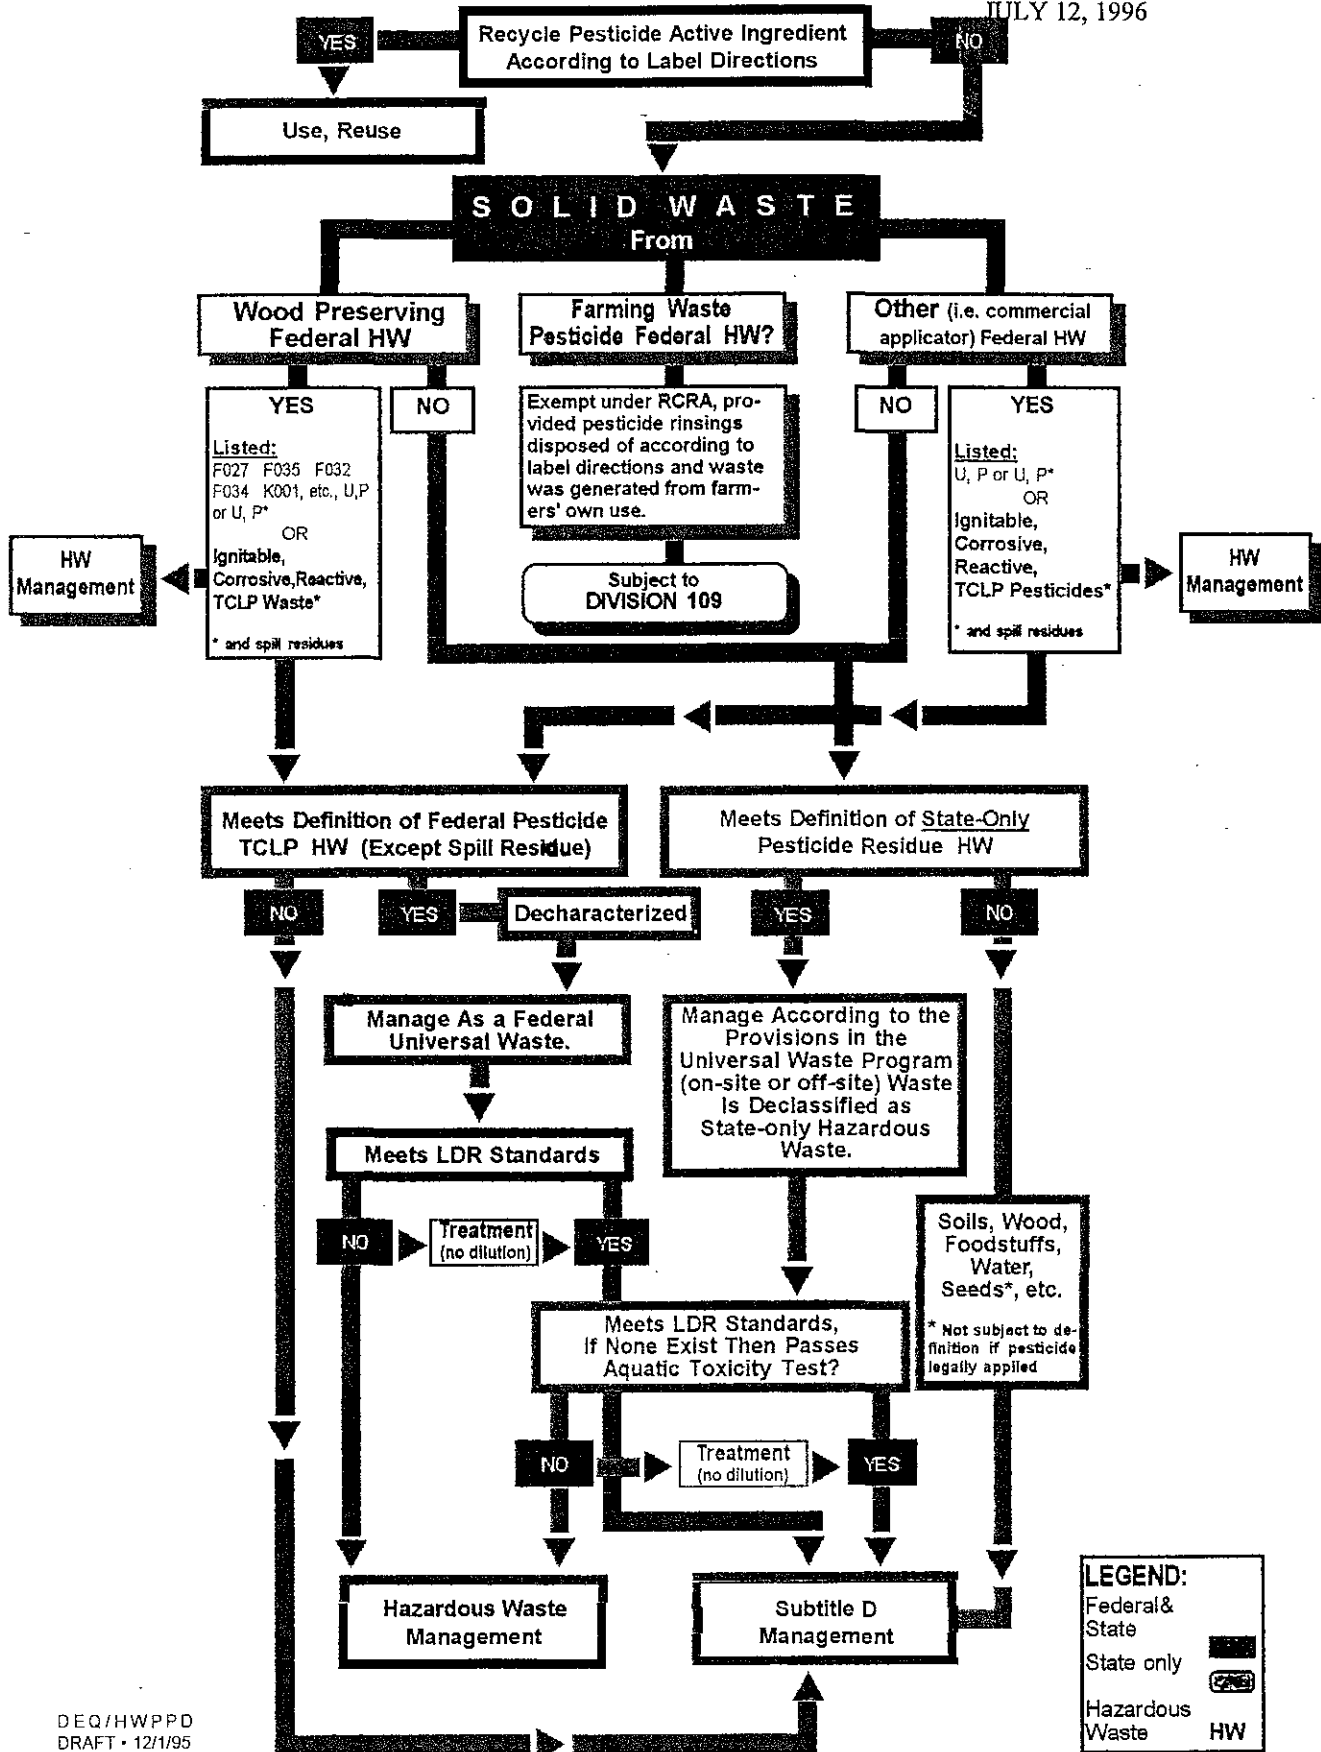 JULY 12, 1996
YES
Recycle Pesticide Active Ingredient
According to Label Directions
NO
Use, Reuse
SOLID WASTE
From
Wood Preserving
Federal HW
Farming Waste
Pesticide Federal HW?
Other (i.e. commercial
applicator) Federal HW
YES
Listed:
F027 F035 F032
F034 K001, etc., U,P
or U, P*
OR
Ignitable,
Corrosive,Reactive,
TCLP Waste*
* and spill residues
NO
Exempt under RCRA, pro-
vided pesticide rinsings
disposed of according to
label directions and waste
was generated from farm-
ers' own use.
NO
YES
Listed:
U, P or U, P*
OR
Ignitable,
Corrosive,
Reactive,
TCLP Pesticides*
* and spill residues
HW
Management
Subject to
DIVISION 109
HW
Management
Meets Definition of Federal Pesticide
TCLP HW (Except Spill Residue)
Meets Definition of State-Only
Pesticide Residue HW
NO
YES
Decharacterized
YES
NO
Manage As a Federal
Universal Waste.
Manage According to the
Provisions in the
Universal Waste Program
(on-site or off-site) Waste
is Declassified as
State-only Hazardous
Waste.
Meets LDR Standards
NO
Treatment
(no dilution)
YES
Soils, Wood,
Foodstuffs,
Water,
Seeds*, etc.
* Not subject to de-
finition if pesticide
legally applied
Meets LDR Standards,
If None Exist Then Passes
Aquatic Toxicity Test?
NO
Treatment
(no dilution)
YES
Hazardous Waste
Management
Subtitle D
Management
LEGEND:
Federal&
State
State only
Hazardous
Waste HW
DEQ/HWPPD
DRAFT • 12/1/95